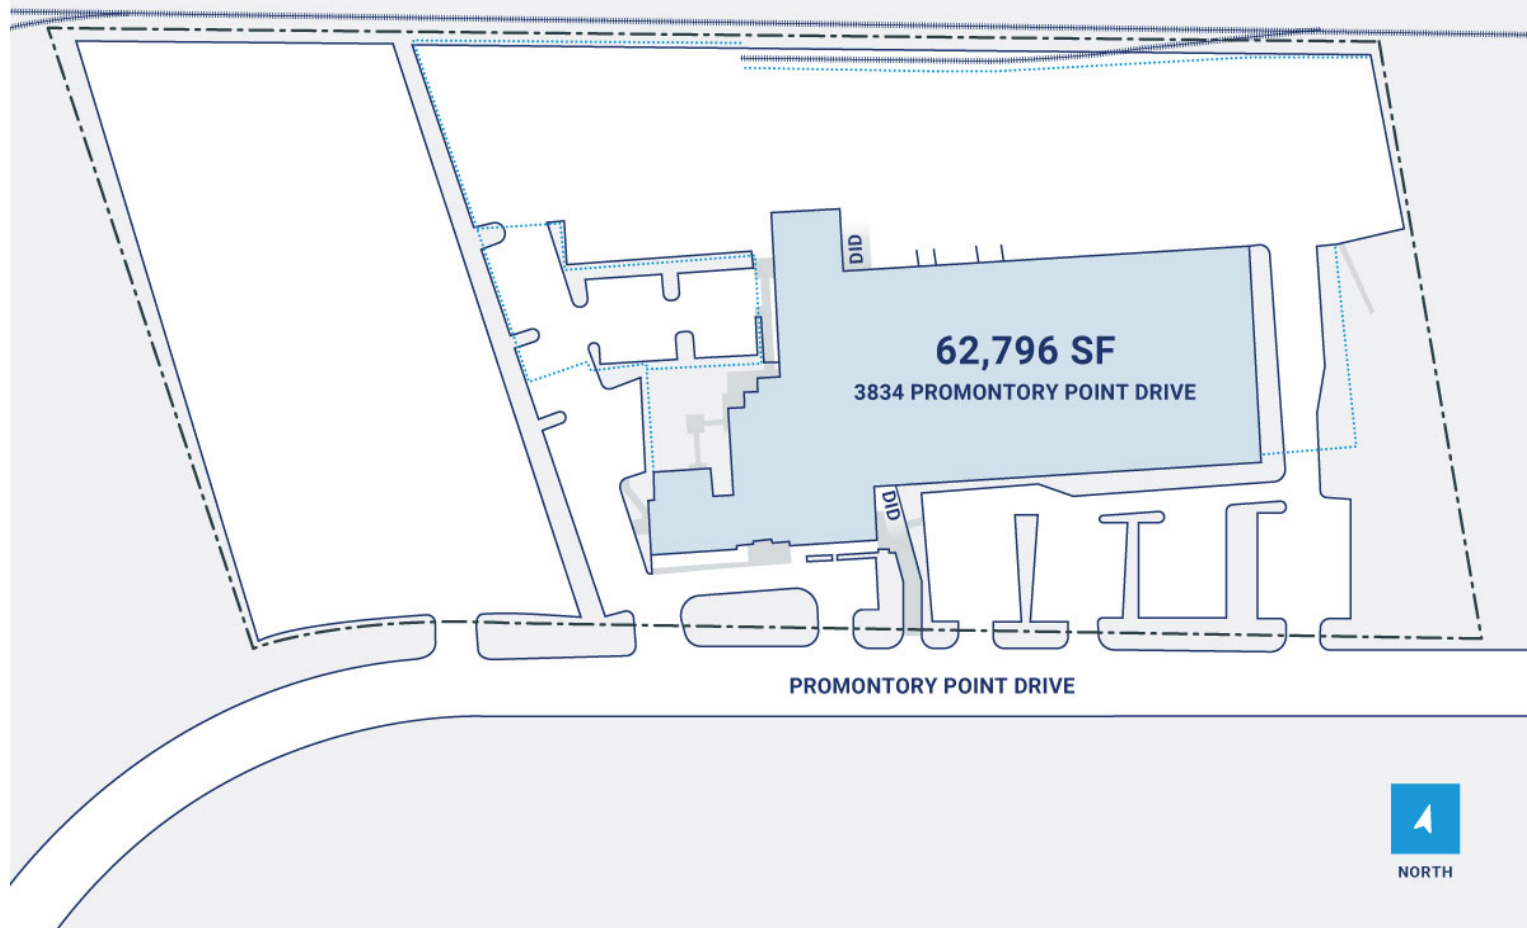 DID
62,796 SF
3834 PROMONTORY POINT DRIVE
DID
PROMONTORY POINT DRIVE
NORTH